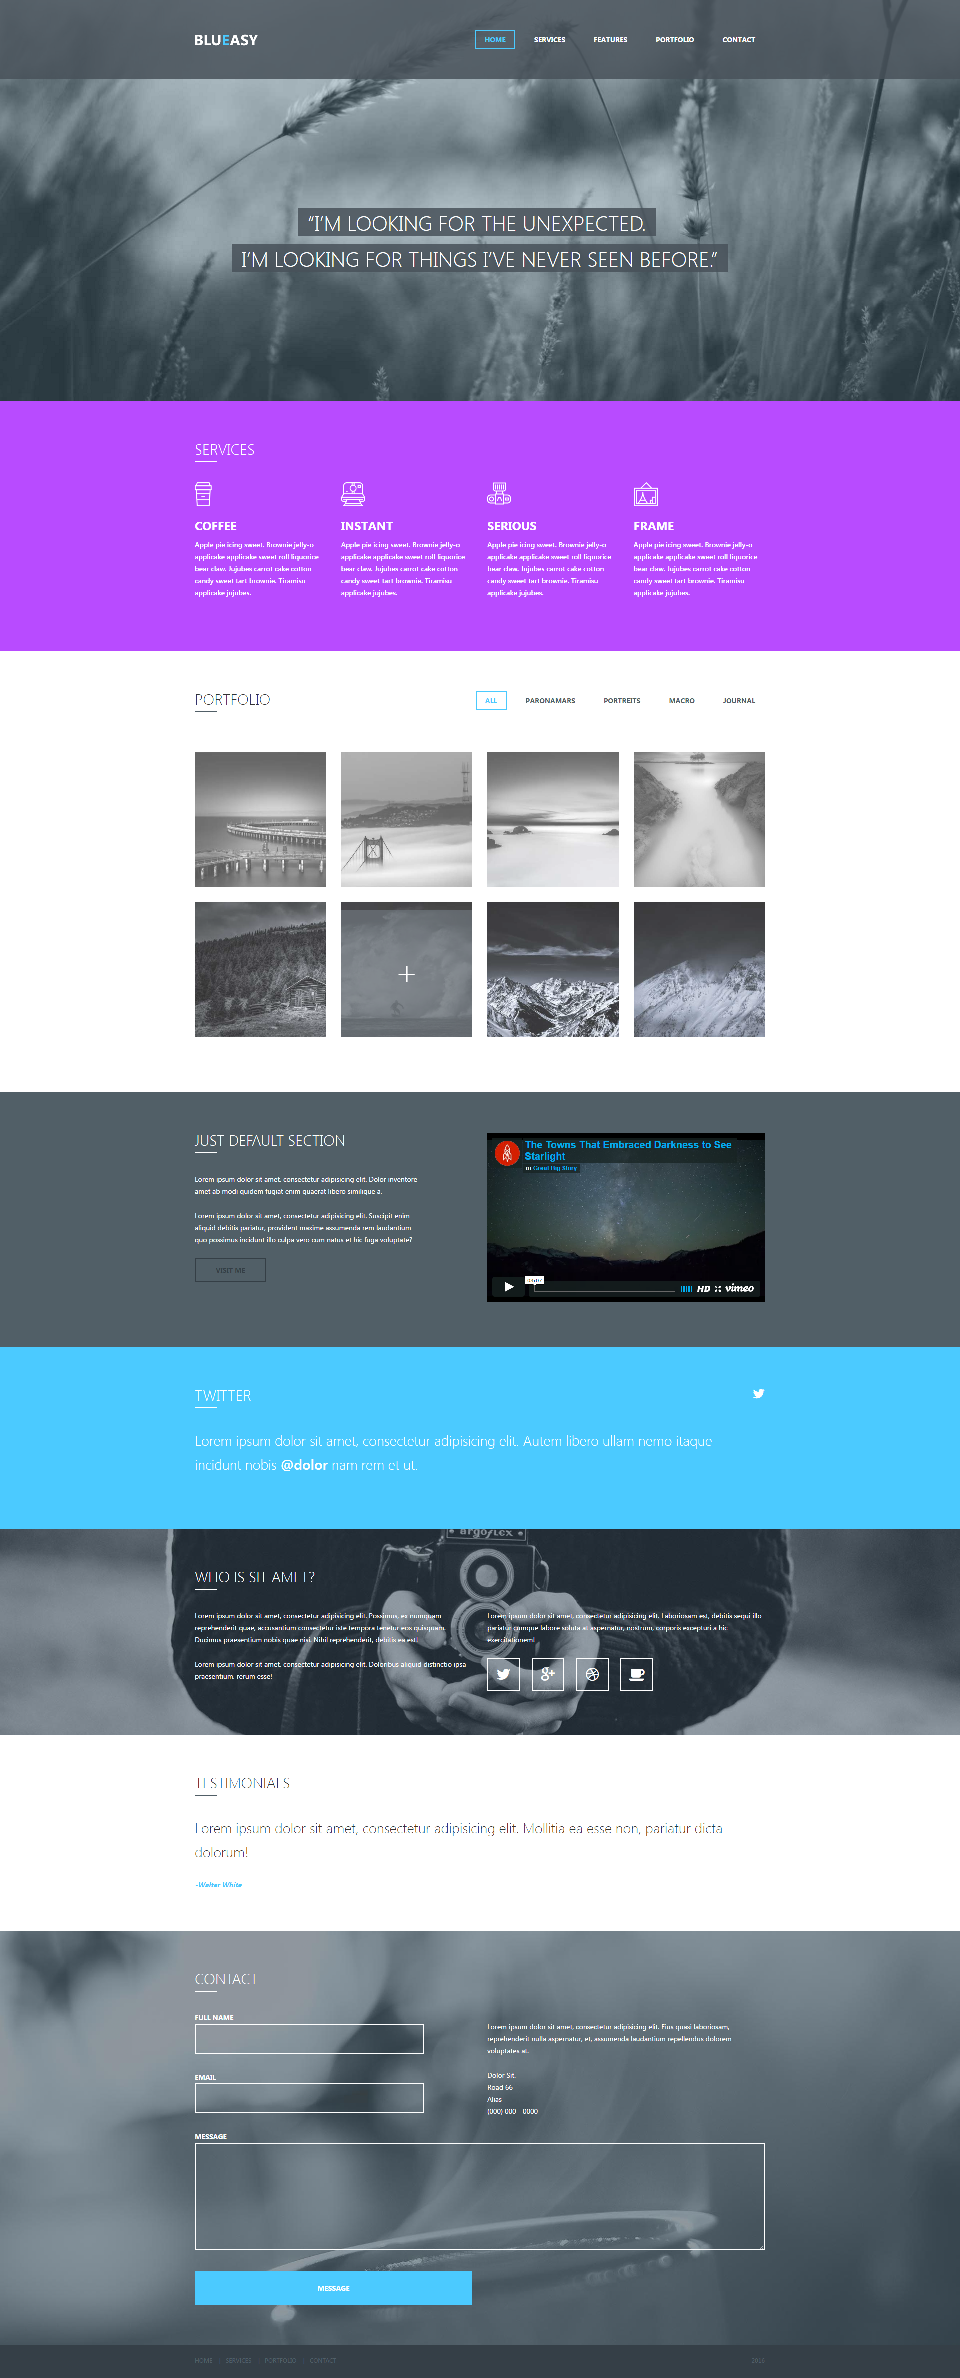 BLUEASY
HOME SERVICES FEATURES PORTFOLIO CONTACT
“I’M LOOKING FOR THE UNEXPECTED.
I’M LOOKING FOR THINGS I’VE NEVER SEEN BEFORE.”
SERVICES
COFFEE
Apple pie icing sweet. Brownie jelly-o
applicake applicake sweet roll liquorice
bear claw. Jujubes carrot cake cotton
candy sweet tart brownie. Tiramisu
applicake jujubes.
INSTANT
Apple pie icing sweet. Brownie jelly-o
applicake applicake sweet roll liquorice
bear claw. Jujubes carrot cake cotton
candy sweet tart brownie. Tiramisu
applicake jujubes.
SERIOUS
Apple pie icing sweet. Brownie jelly-o
applicake applicake sweet roll liquorice
bear claw. Jujubes carrot cake cotton
candy sweet tart brownie. Tiramisu
applicake jujubes.
FRAME
Apple pie icing sweet. Brownie jelly-o
applicake applicake sweet roll liquorice
bear claw. Jujubes carrot cake cotton
candy sweet tart brownie. Tiramisu
applicake jujubes.
PORTFOLIO
ALL PARONAMARS PORTREITS MACRO JOURNAL
JUST DEFAULT SECTION
Lorem ipsum dolor sit amet, consectetur adipisicing elit. Dolor inventore
amet ab modi quidem fugiat enim quaerat libero similique a.
Lorem ipsum dolor sit amet, consectetur adipisicing elit. Suscipit enim
aliquid debitis pariatur, provident maxime assumenda rem laudantium
quo possimus incidunt illo culpa vero cum natus et hic fuga voluptate?
VISIT ME
The Towns That Embraced Darkness to See
Starlight
Great Big Story
HD vimeo
TWITTER
Lorem ipsum dolor sit amet, consectetur adipisicing elit. Autem libero ullam nemo itaque
incidunt nobis @dolor nam rem et ut.
argoflex
WHO IS SIT AMET?
Lorem ipsum dolor sit amet, consectetur adipisicing elit. Possimus, ex numquam
reprehenderit quae, accusantium consectetur iste tempora tenetur eos quisquam.
Ducimus praesentium nobis quae nisi. Nihil reprehenderit, debitis ea est.
Lorem ipsum dolor sit amet, consectetur adipisicing elit. Doloribus aliquid distinctio ipsa
praesentium, rerum esse!
Lorem ipsum dolor sit amet, consectetur adipisicing elit. Laboriosam est, debitis sequi illo
pariatur cumque labore soluta at aspernatur, nostrum, corporis excepturi a hic
exercitationem!
TESTIMONIALS
Lorem ipsum dolor sit amet, consectetur adipisicing elit. Mollitia ea esse non, pariatur dicta
dolorum!
-Walter White
CONTACT
FULL NAME
EMAIL
Lorem ipsum dolor sit amet, consectetur adipisicing elit. Eius quasi laboriosam,
reprehenderit nulla aspernatur, et, assumenda laudantium repellendus dolorem
voluptates at.
Dolor Sit.
Road 66
Alias
(000) 000 - 0000
MESSAGE
MESSAGE
HOME SERVICES PORTFOLIO CONTACT